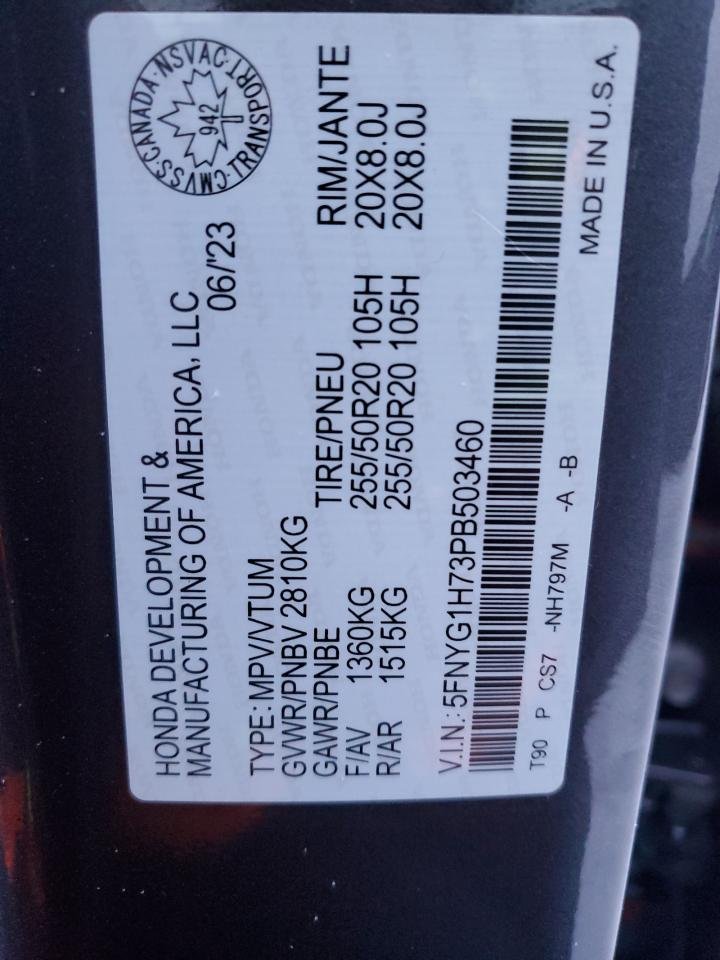 HONDA DEVELOPMENT &
MANUFACTURING OF AMERICA, LLC
06/'23
CMVSS·CANADA·NSVAC·TRANSPORT·
942
TYPE: MPV/VTUM
GVWR/PNBV 2810KG
GAWR/PNBE TIRE/PNEU RIM/JANTE
F/AV 1360KG 255/50R20 105H 20X8.0J
R/AR 1515KG 255/50R20 105H 20X8.0J
V.I.N.: 5FNYG1H73PB503460
T90 P CS7 -NH797M -A -B
MADE IN U.S.A.